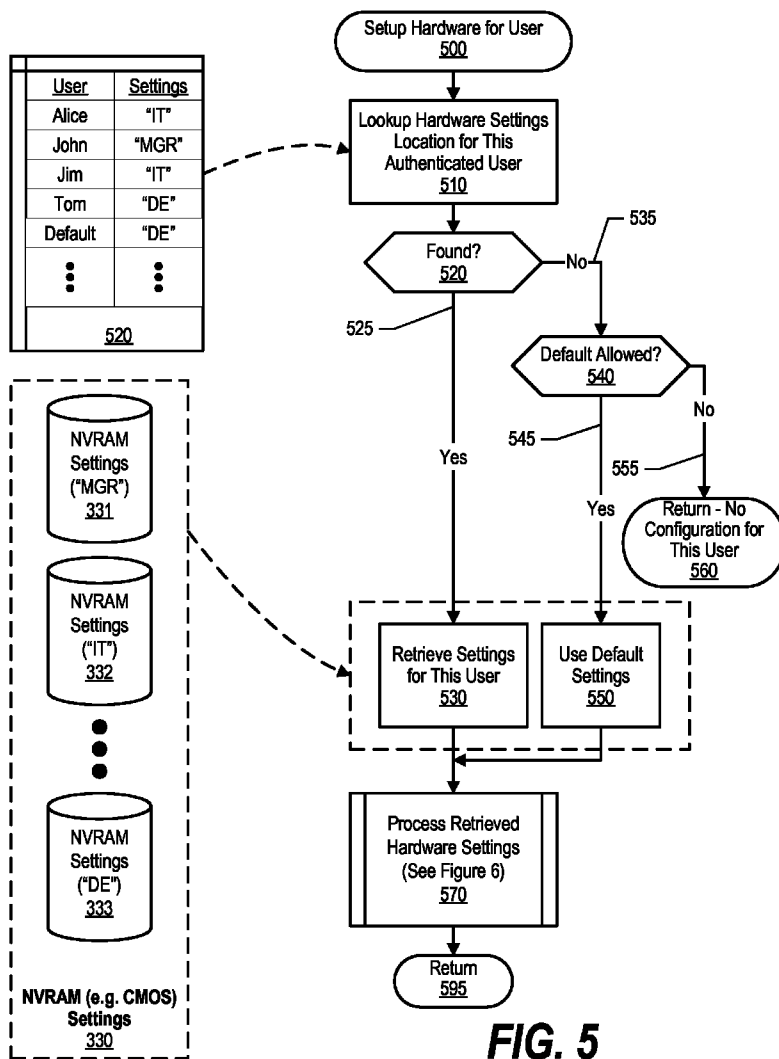 Setup Hardware for User
500
User Settings
Alice "IT"
John "MGR"
Jim "IT"
Tom "DE"
Default "DE"
520
Lookup Hardware Settings
Location for This
Authenticated User
510
Found?
520
No
535
525
Default Allowed?
540
No
545
555
Yes
Yes
Return - No
Configuration for
This User
560
NVRAM
Settings
("MGR")
331
NVRAM
Settings
("IT")
332
NVRAM
Settings
("DE")
333
NVRAM (e.g. CMOS)
Settings
330
Retrieve Settings
for This User
530
Use Default
Settings
550
Process Retrieved
Hardware Settings
(See Figure 6)
570
Return
595
FIG. 5